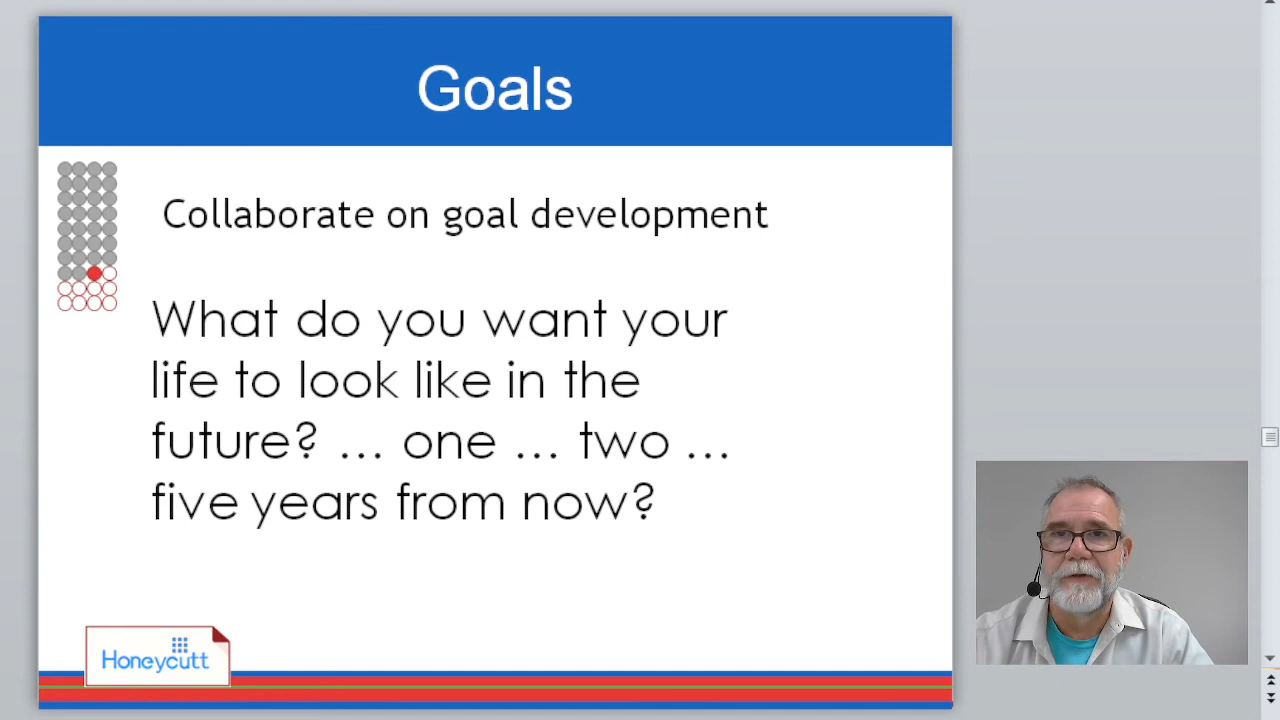 Goals
Collaborate on goal development
What do you want your
life to look like in the
future? ... one ... two ...
five years from now?
Honeycutt